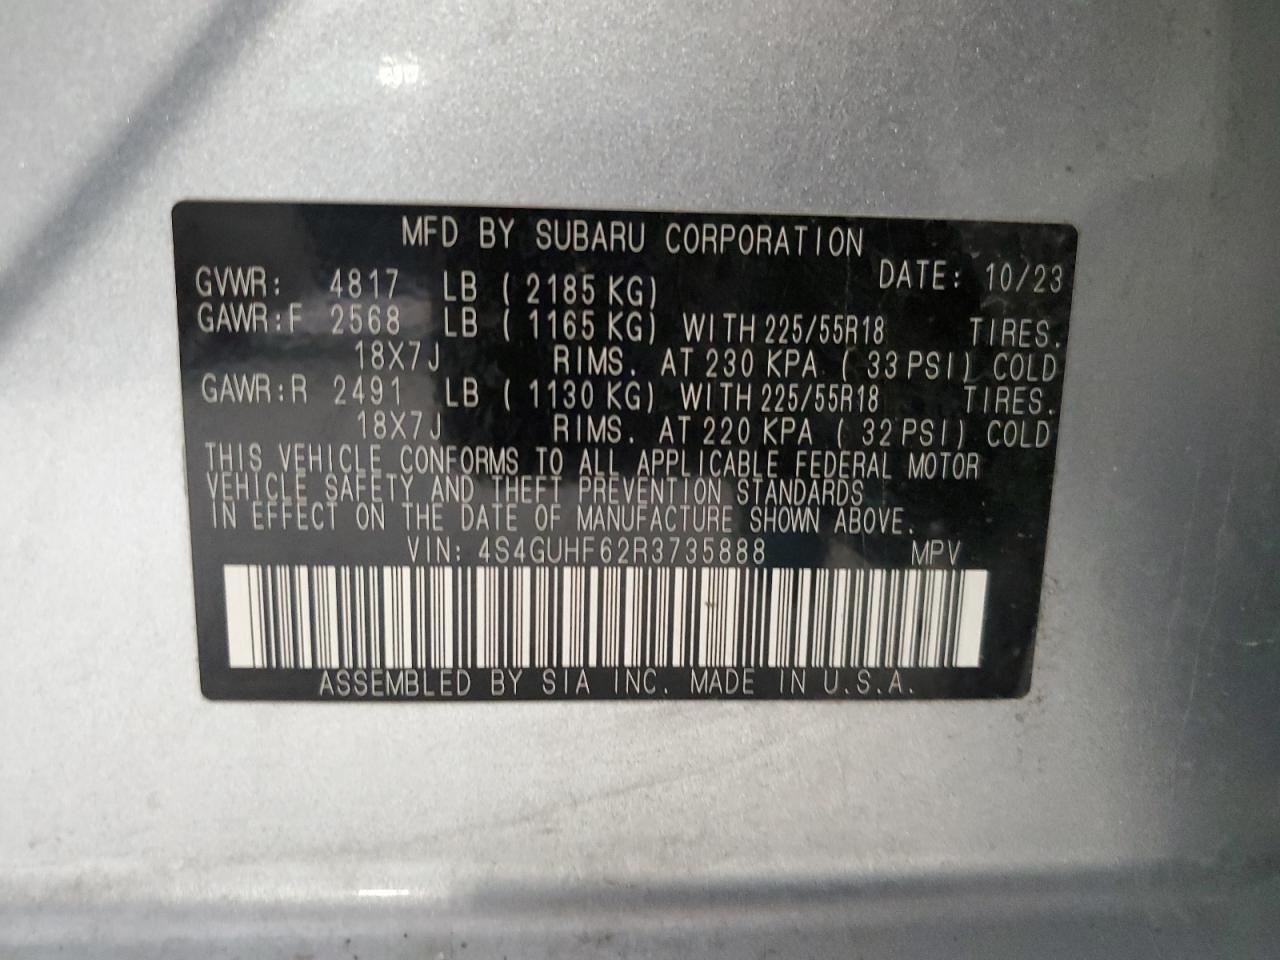 MFD BY SUBARU CORPORATION
DATE: 10/23
GVWR: 4817 LB ( 2185 KG)
GAWR:F 2568 LB ( 1165 KG) WITH 225/55R18 TIRES.
18X7J RIMS. AT 230 KPA ( 33 PSI) COLD
GAWR:R 2491 LB ( 1130 KG) WITH 225/55R18 TIRES.
18X7J RIMS. AT 220 KPA ( 32 PSI) COLD
THIS VEHICLE CONFORMS TO ALL APPLICABLE FEDERAL MOTOR
VEHICLE SAFETY AND THEFT PREVENTION STANDARDS
IN EFFECT ON THE DATE OF MANUFACTURE SHOWN ABOVE.
VIN: 4S4GUHF62R3735888 MPV
ASSEMBLED BY SIA INC. MADE IN U.S.A.